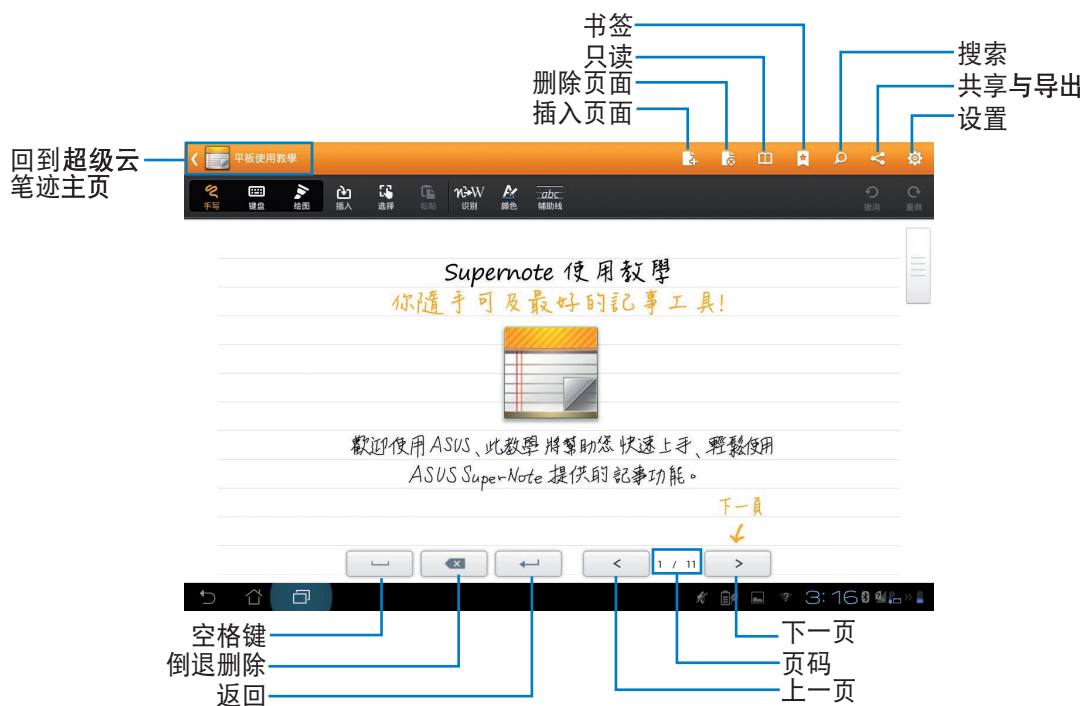 书签
只读
删除页面
插入页面
搜索
共享与导出
设置
回到超级云
笔迹主页
平板使用教學
手写 键盘 绘图 插入 选择 粘贴 识别 颜色 abc 辅助线 撤消 重做
Supernote 使用教學
你隨手可及最好的記事工具!
歡迎使用ASUS、此教學將幫助您快速上手、輕鬆使用
ASUS SuperNote 提供的記事功能。
下一頁
< 1 / 11 >
3:16
空格键
倒退删除
返回
下一页
页码
上一页